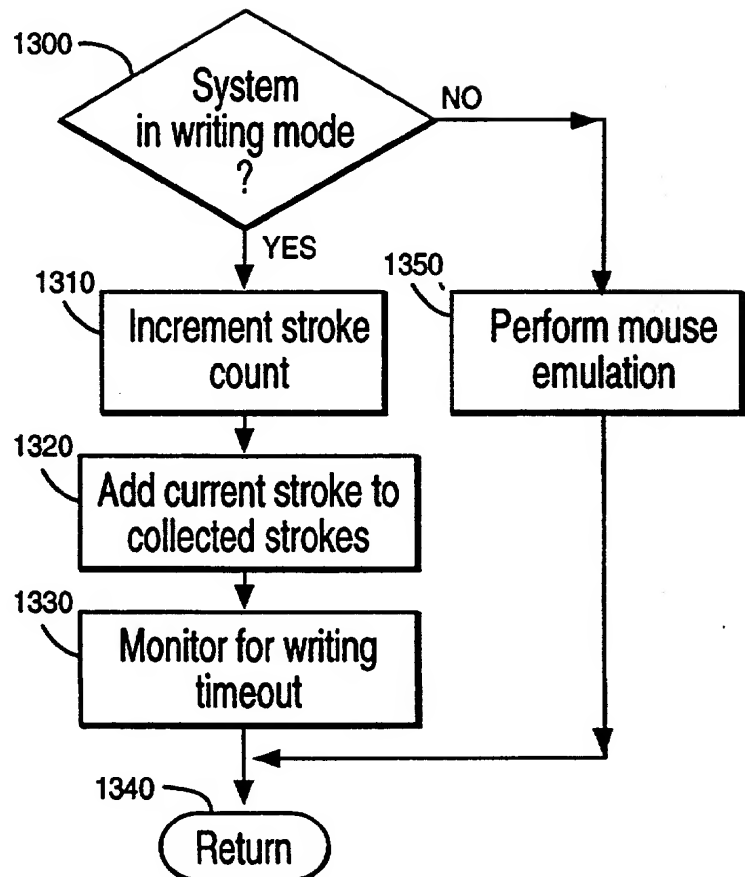 1300
System
in writing mode
?
NO
YES
1310
Increment stroke
count
1350
Perform mouse
emulation
1320
Add current stroke to
collected strokes
1330
Monitor for writing
timeout
1340
Return